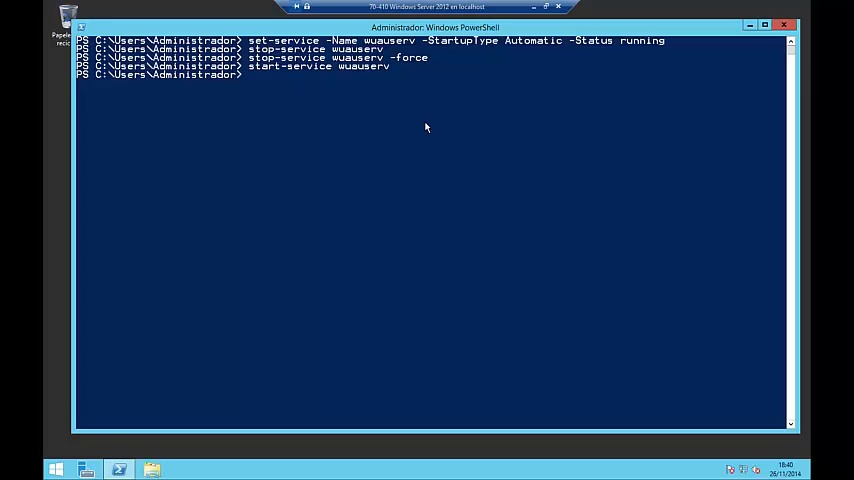 70-410 Windows Server 2012 en localhost
Administrador: Windows PowerShell
PS C:\Users\Administrador> set-service -Name wuauserv -StartupType Automatic -Status running
PS C:\Users\Administrador> stop-service wuauserv
PS C:\Users\Administrador> stop-service wuauserv -force
PS C:\Users\Administrador> start-service wuauserv
PS C:\Users\Administrador>
18:40
26/11/2014